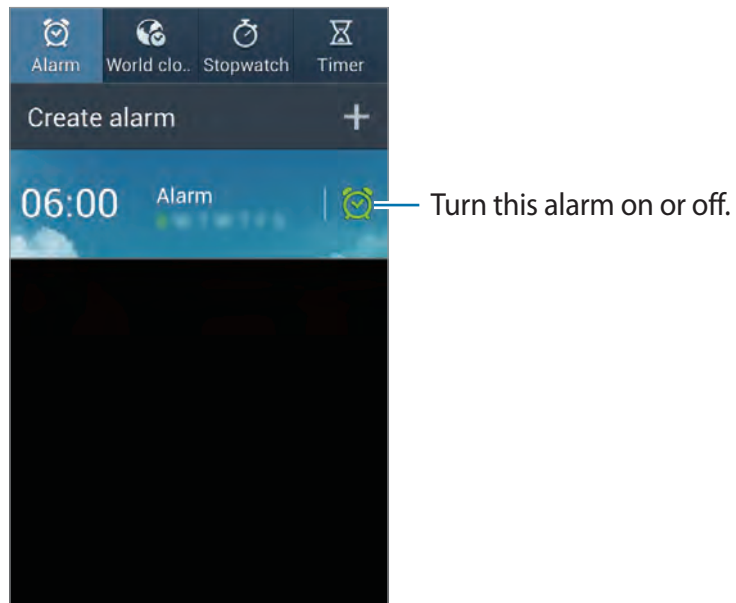 Alarm
World clo..
Stopwatch
Timer
Create alarm
06:00
Alarm
Turn this alarm on or off.